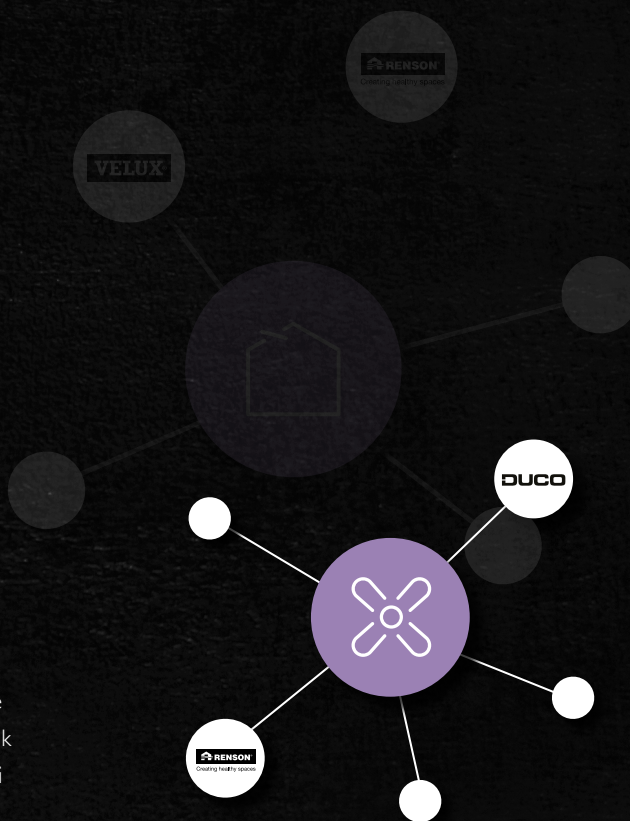 RENSON
Creating healthy spaces
VELUX
DUCO
e
k
RENSON
Creating healthy spaces
i